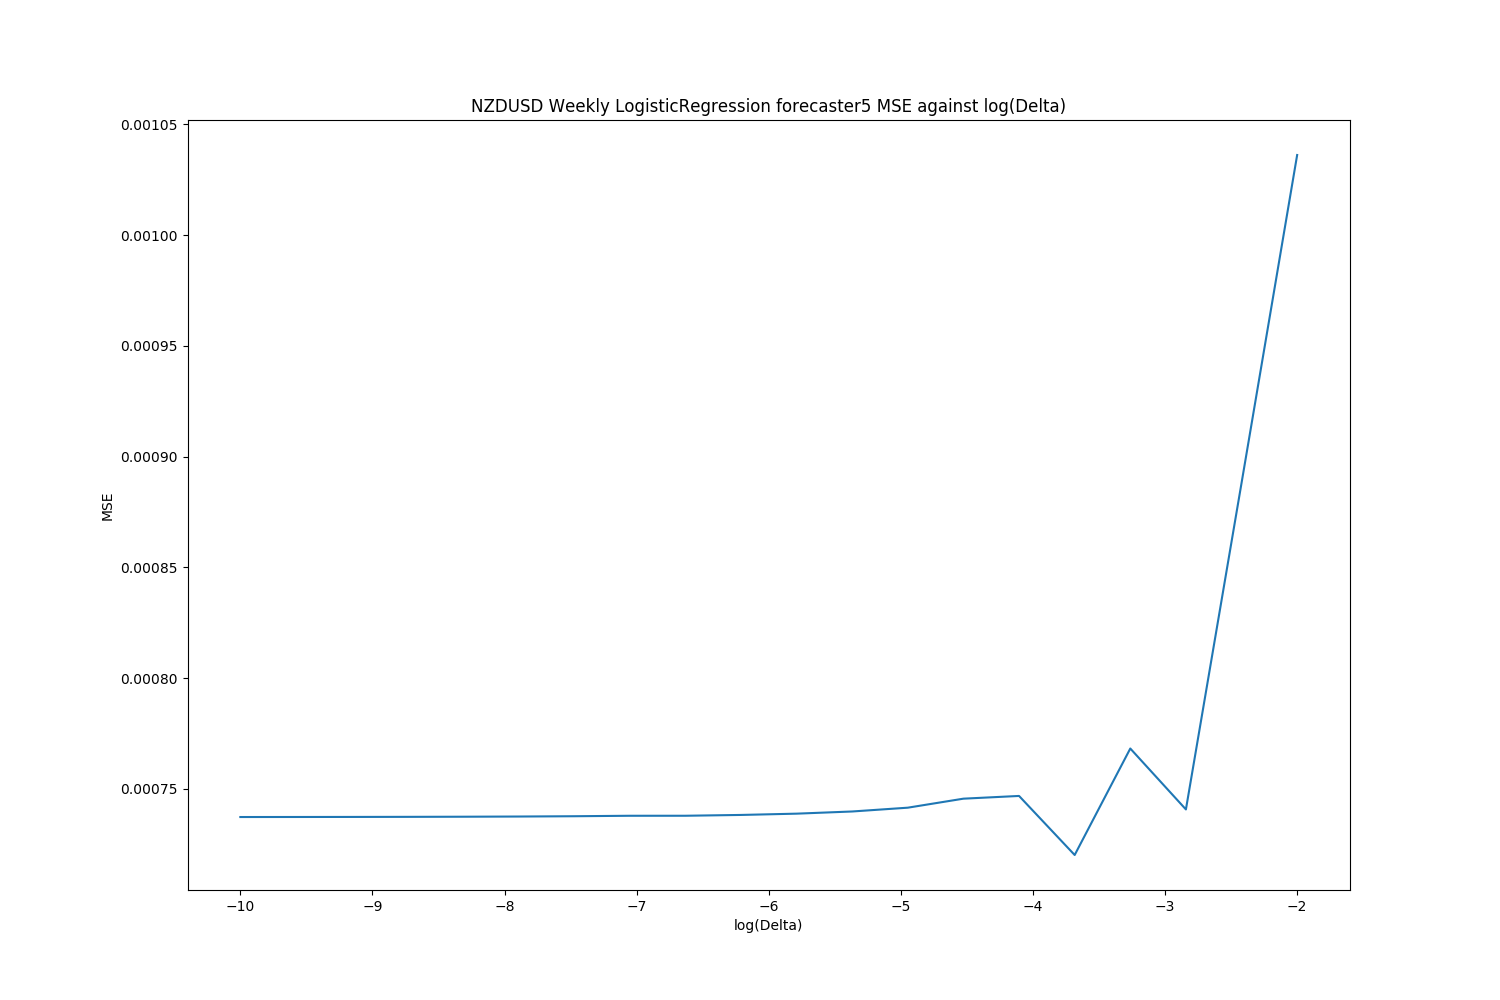 NZDUSD Weekly LogisticRegression forecaster5 MSE against log(Delta)
0.00105
0.00100
0.00095
0.00090
MSE
0.00085
0.00080
0.00075
−10 −9 −8 −7 −6 −5 −4 −3 −2
log(Delta)